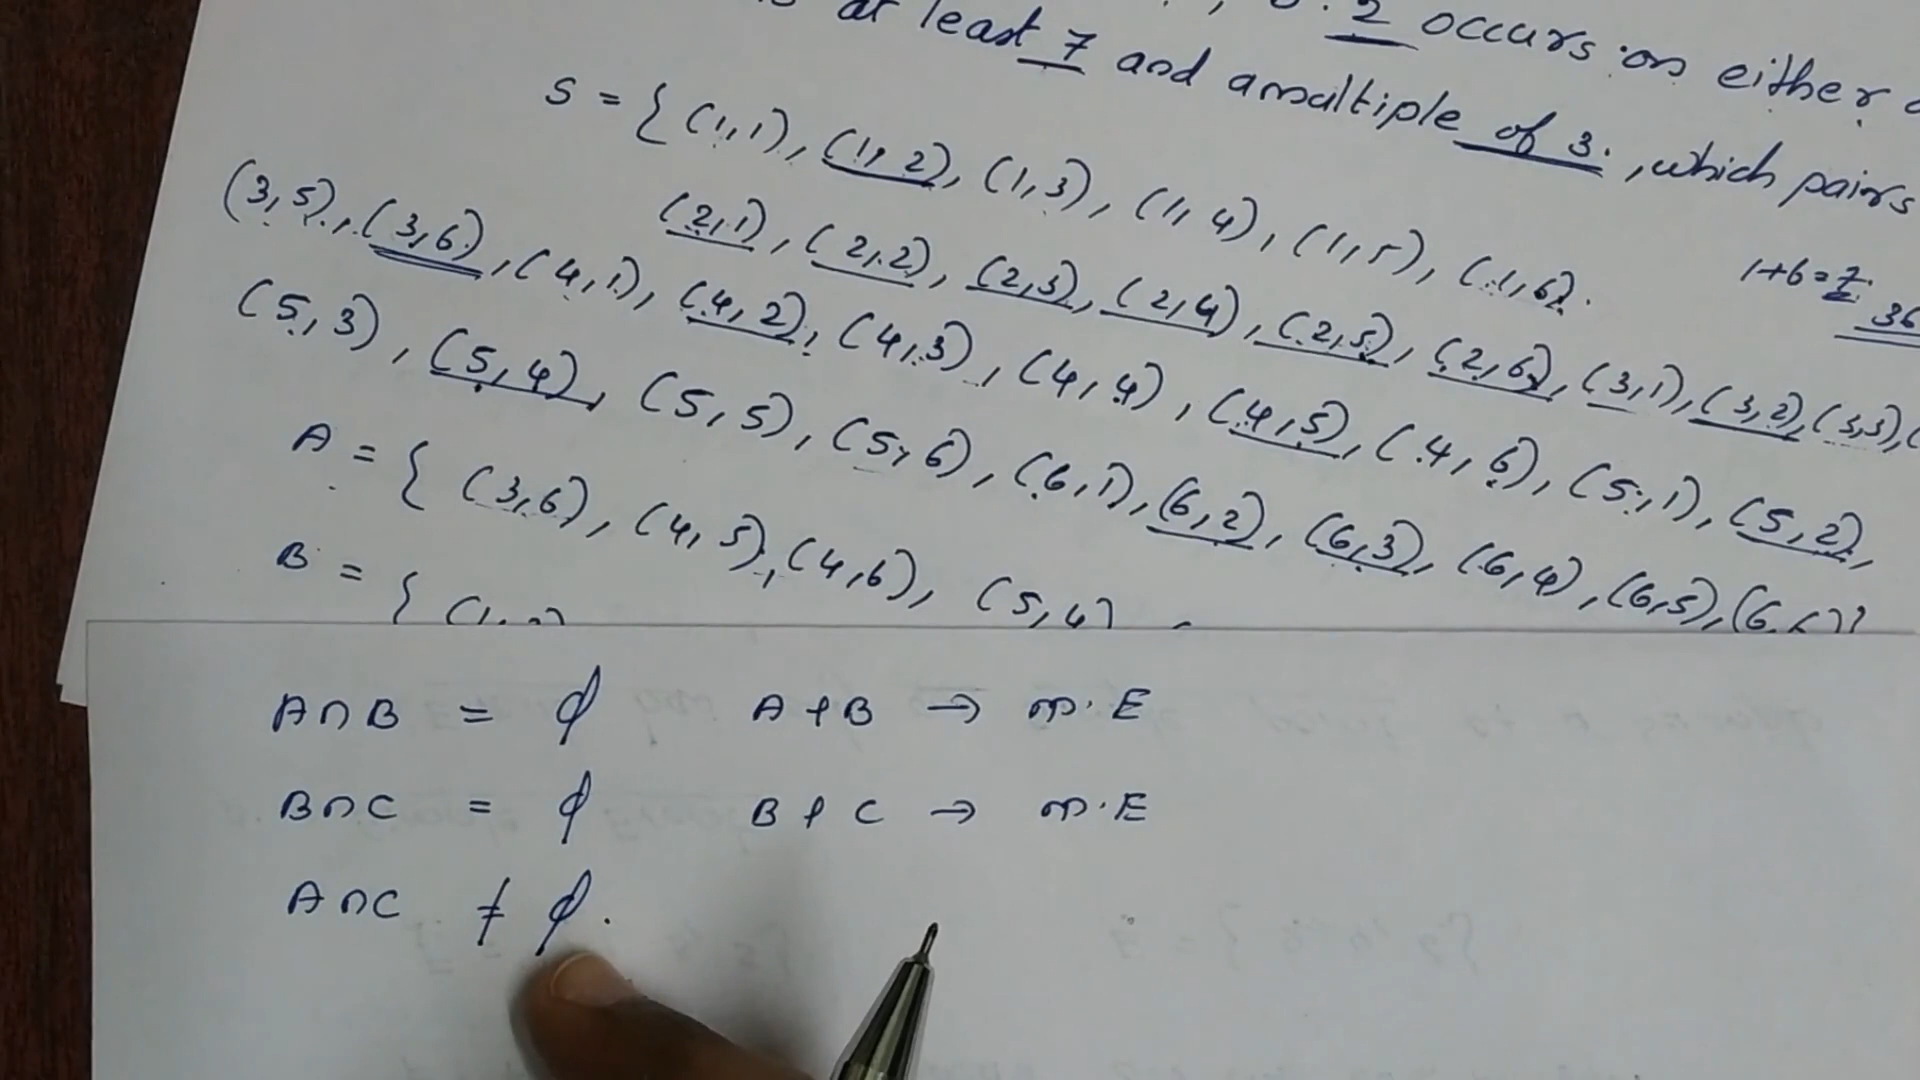 2 occurs on either
at least 7 and a multiple of 3. , which pairs
S = { (1,1), (1,2), (1,3), (1,4), (1,5), (1,6).
1+6=7
36
(2,1), (2,2), (2,3), (2,4), (2,5), (2,6), (3,1), (3,2), (3,3),
(3,5), (3,6), (4,1), (4,2), (4,3), (4,4), (4,5), (4,6), (5,1), (5,2),
(5,3), (5,4), (5,5), (5,6), (6,1), (6,2), (6,3), (6,4), (6,5), (6,6)}
A = { (3,6), (4,5), (4,6), (5,4)
B = {
A∩B = ϕ A & B → m.E
B∩C = ϕ B & C → m.E
A∩C ≠ ϕ.